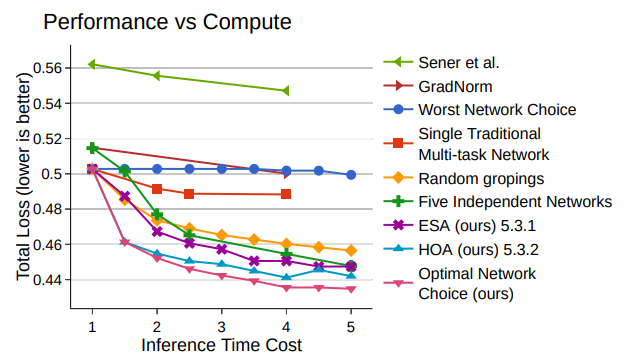 Performance vs Compute
Total Loss (lower is better)
0.56
0.54
0.52
0.5
0.48
0.46
0.44
1
2
3
4
5
Inference Time Cost
Sener et al.
GradNorm
Worst Network Choice
Single Traditional
Multi-task Network
Random gropings
Five Independent Networks
ESA (ours) 5.3.1
HOA (ours) 5.3.2
Optimal Network
Choice (ours)